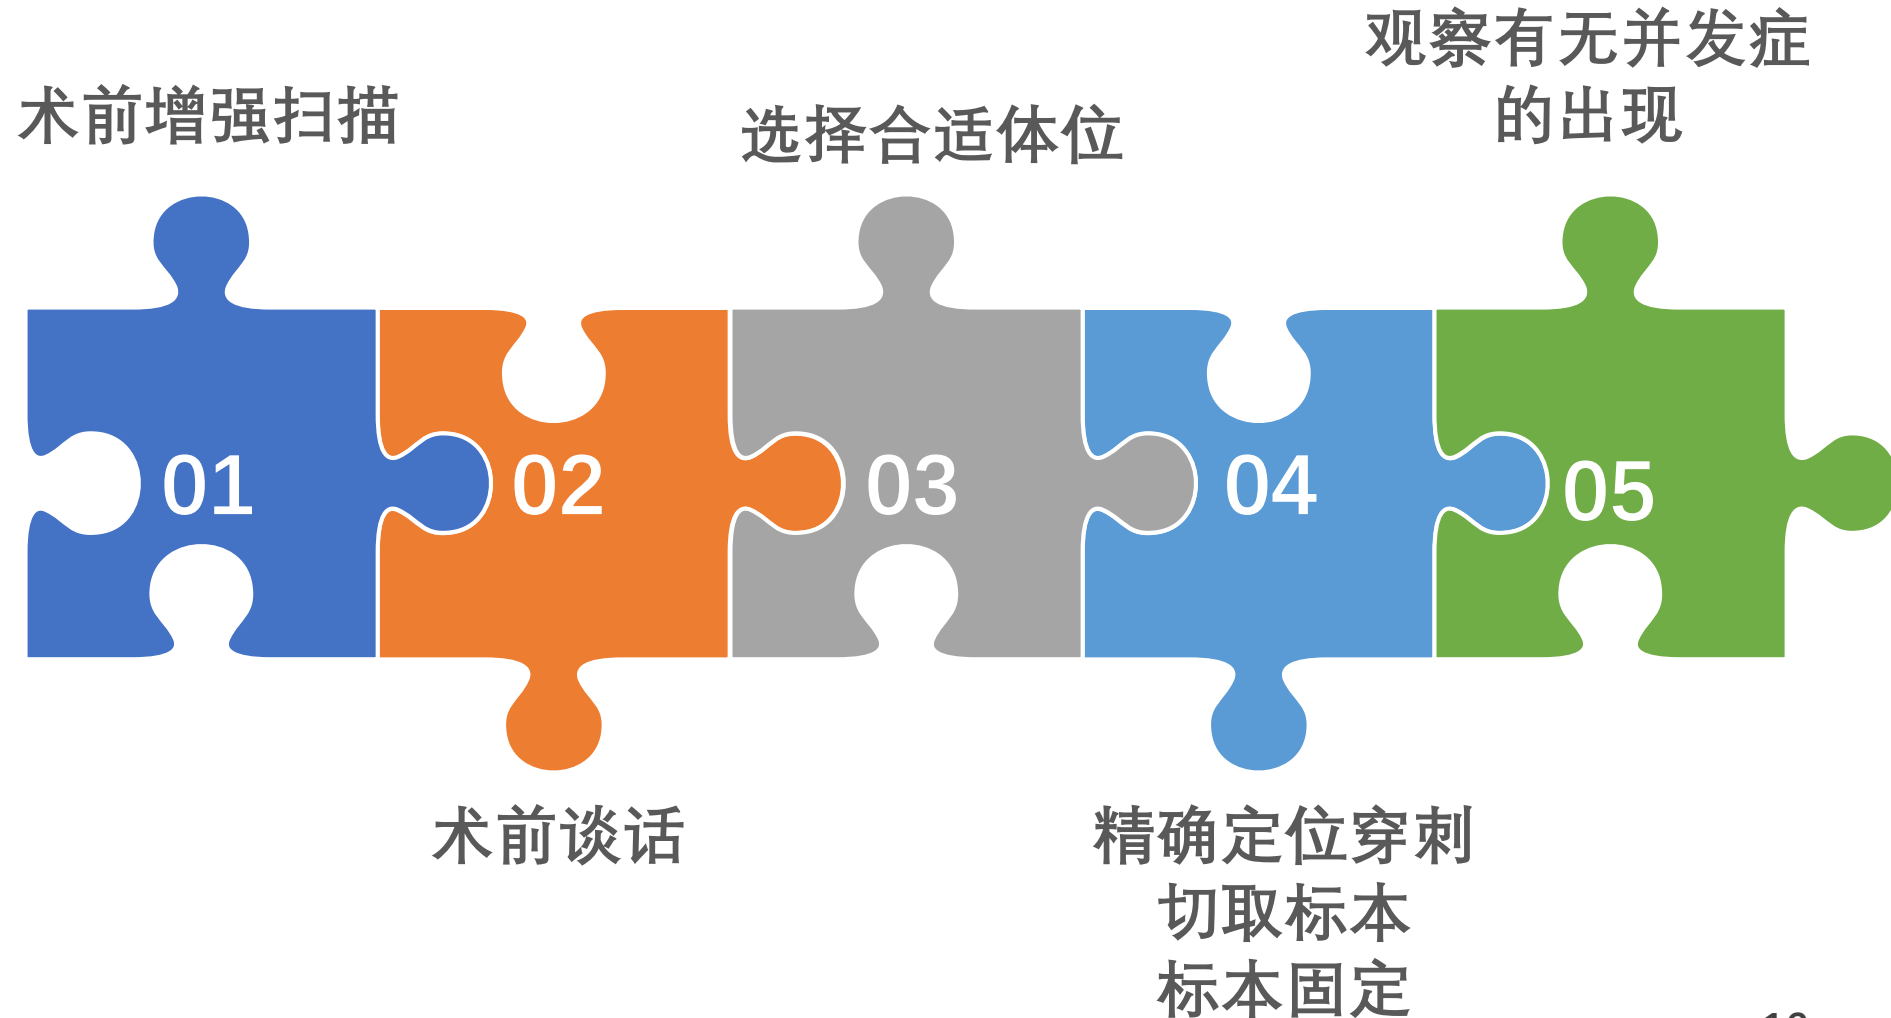 观察有无并发症
的出现
术前增强扫描
选择合适体位
01
02
03
04
05
术前谈话
精确定位穿刺
切取标本
标本固定